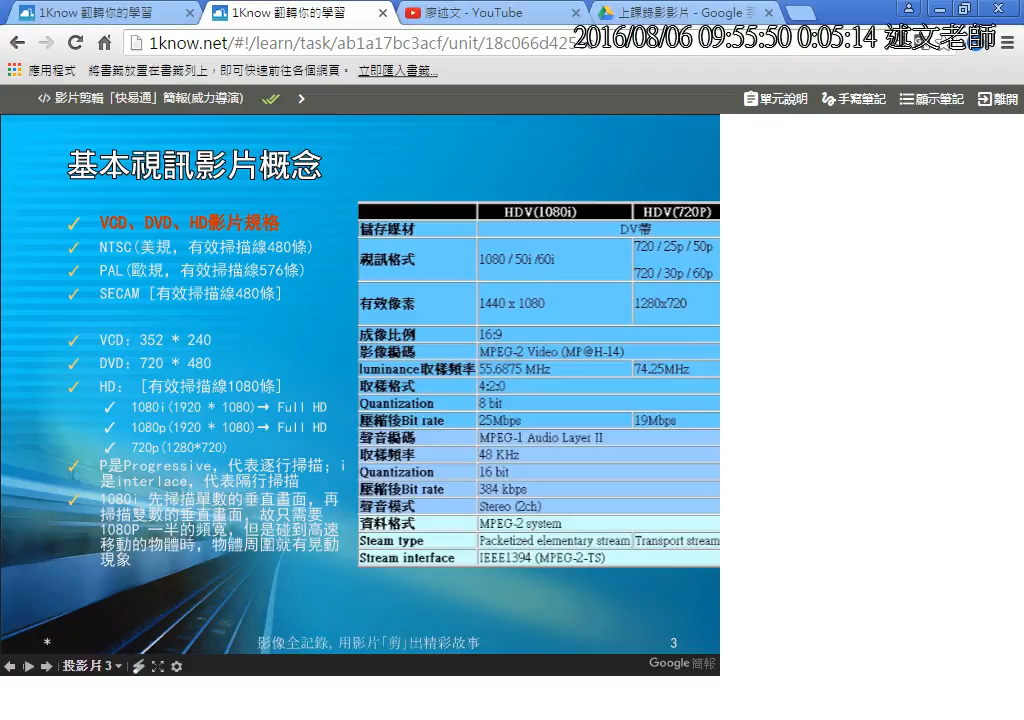 1Know 翻轉你的學習
1Know 翻轉你的學習
廖述文 - YouTube
上課錄影影片 - Google
1know.net/#!/learn/task/ab1a17bc3acf/unit/18c066d425
2016/08/06 09:55:50 0:05:14 述文老師
應用程式
將書籤放置在書籤列上，即可快速前往各個網頁。
立即匯入書籤...
</> 影片剪輯「快易通」簡報(威力導演)
單元說明
手寫筆記
顯示筆記
離開
基本視訊影片概念
VCD、DVD、HD影片規格
NTSC(美規，有效掃描線480條)
PAL(歐規，有效掃描線576條)
SECAM [有效掃描線480條]
VCD：352 * 240
DVD：720 * 480
HD： [有效掃描線1080條]
1080i(1920 * 1080)→ Full HD
1080p(1920 * 1080)→ Full HD
720p(1280*720)
P是Progressive，代表逐行掃描；i
是interlace，代表隔行掃描
1080i 先掃描單數的垂直畫面，再
掃描雙數的垂直畫面，故只需要
1080P 一半的頻寬，但是碰到高速
移動的物體時，物體周圍就有晃動
現象
HDV(1080i) HDV(720P)
儲存媒材 DV帶
視訊格式 1080 / 50i /60i 720 / 25p / 50p
720 / 30p / 60p
有效像素 1440 x 1080 1280x720
成像比例 16:9
影像編碼 MPEG-2 Video (MP@H-14)
luminance取樣頻率 55.6875 MHz 74.25MHz
取樣格式 4:2:0
Quantization 8 bit
壓縮後Bit rate 25Mbps 19Mbps
聲音編碼 MPEG-1 Audio Layer II
取樣頻率 48 KHz
Quantization 16 bit
壓縮後Bit rate 384 kbps
聲音模式 Stereo (2ch)
資料格式 MPEG-2 system
Stream type Packetized elementary stream Transport stream
Stream interface IEEE1394 (MPEG-2-TS)
* 影像全記錄，用影片「剪」出精彩故事 3
投影片 3
Google 簡報